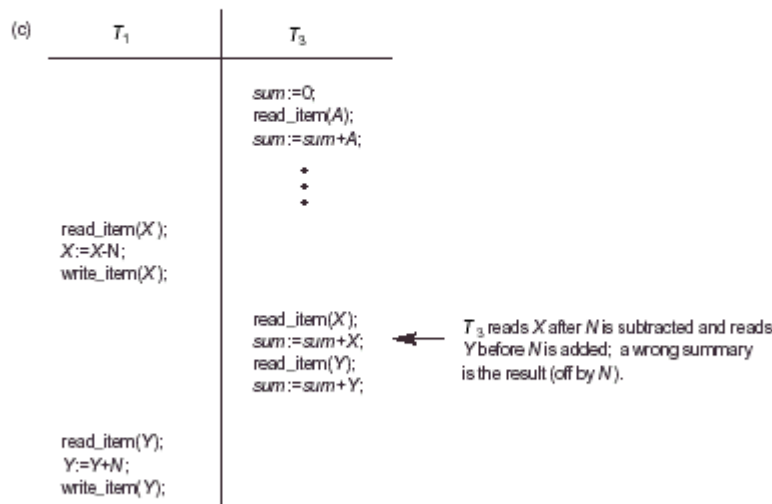 (c) T1 T3
sum:=0;
read_item(A);
sum:=sum+A;
read_item(X);
X:=X-N;
write_item(X);
read_item(X);
sum:=sum+X;
read_item(Y);
sum:=sum+Y;
T3 reads X after N is subtracted and reads
Y before N is added; a wrong summary
is the result (off by N).
read_item(Y);
Y:=Y+N;
write_item(Y);